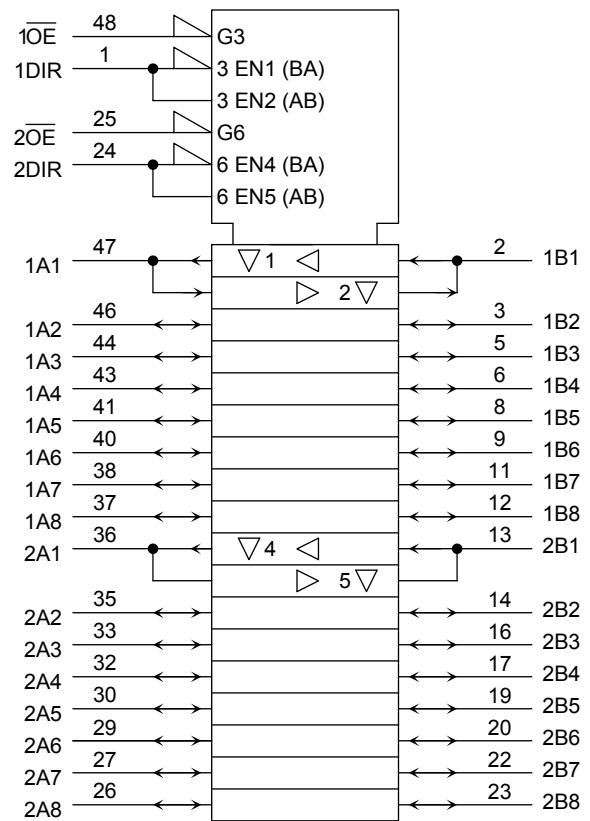 1OE 48 G3
1DIR 1 3 EN1 (BA)
3 EN2 (AB)
2OE 25 G6
2DIR 24 6 EN4 (BA)
6 EN5 (AB)
1A1 47 1 2 1B1
2
1A2 46 3 1B2
1A3 44 5 1B3
1A4 43 6 1B4
1A5 41 8 1B5
1A6 40 9 1B6
1A7 38 11 1B7
1A8 37 12 1B8
2A1 36 4 13 2B1
5
2A2 35 14 2B2
2A3 33 16 2B3
2A4 32 17 2B4
2A5 30 19 2B5
2A6 29 20 2B6
2A7 27 22 2B7
2A8 26 23 2B8